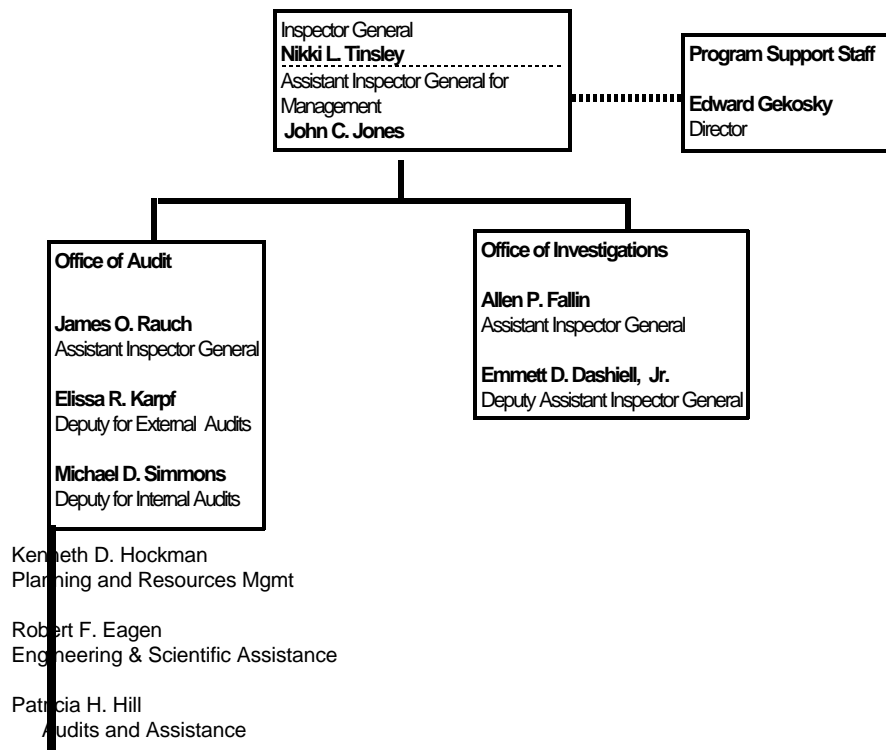 Inspector General
Nikki L. Tinsley
Assistant Inspector General for
Management
John C. Jones
Program Support Staff
Edward Gekosky
Director
Office of Audit
James O. Rauch
Assistant Inspector General
Elissa R. Karpf
Deputy for External Audits
Michael D. Simmons
Deputy for Internal Audits
Office of Investigations
Allen P. Fallin
Assistant Inspector General
Emmett D. Dashiell, Jr.
Deputy Assistant Inspector General
Kenneth D. Hockman
Planning and Resources Mgmt
Robert F. Eagen
Engineering & Scientific Assistance
Patricia H. Hill
Audits and Assistance